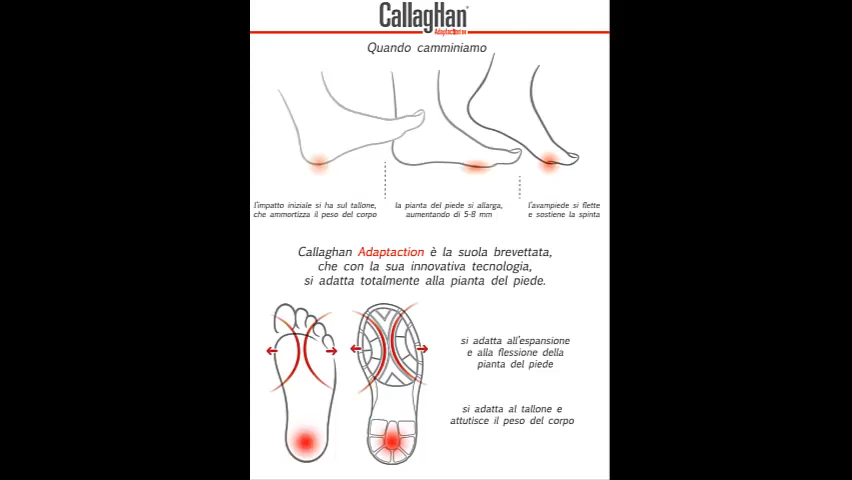 CallagHan
Adaptaction
Quando camminiamo
l'impatto iniziale si ha sul tallone,
che ammortizza il peso del corpo
la pianta del piede si allarga,
aumentando di 5-8 mm
l'avampiede si flette
e sostiene la spinta
Callaghan Adaptaction è la suola brevettata,
che con la sua innovativa tecnologia,
si adatta totalmente alla pianta del piede.
si adatta all'espansione
e alla flessione della
pianta del piede
si adatta al tallone e
attutisce il peso del corpo